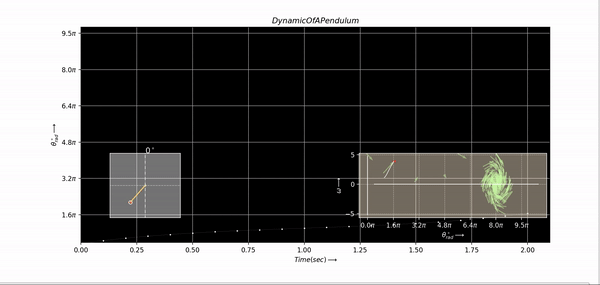 DynamicOfAPendulum
9.5π
8.0π
6.4π
4.8π
3.2π
1.6π
θ°rad ⟶
0°
5
0
−5
ω ⟶
0.0π 1.6π 3.2π 4.8π 6.4π 8.0π 9.5π
θ°rad ⟶
0.00 0.25 0.50 0.75 1.00 1.25 1.50 1.75 2.00
Time(sec) ⟶